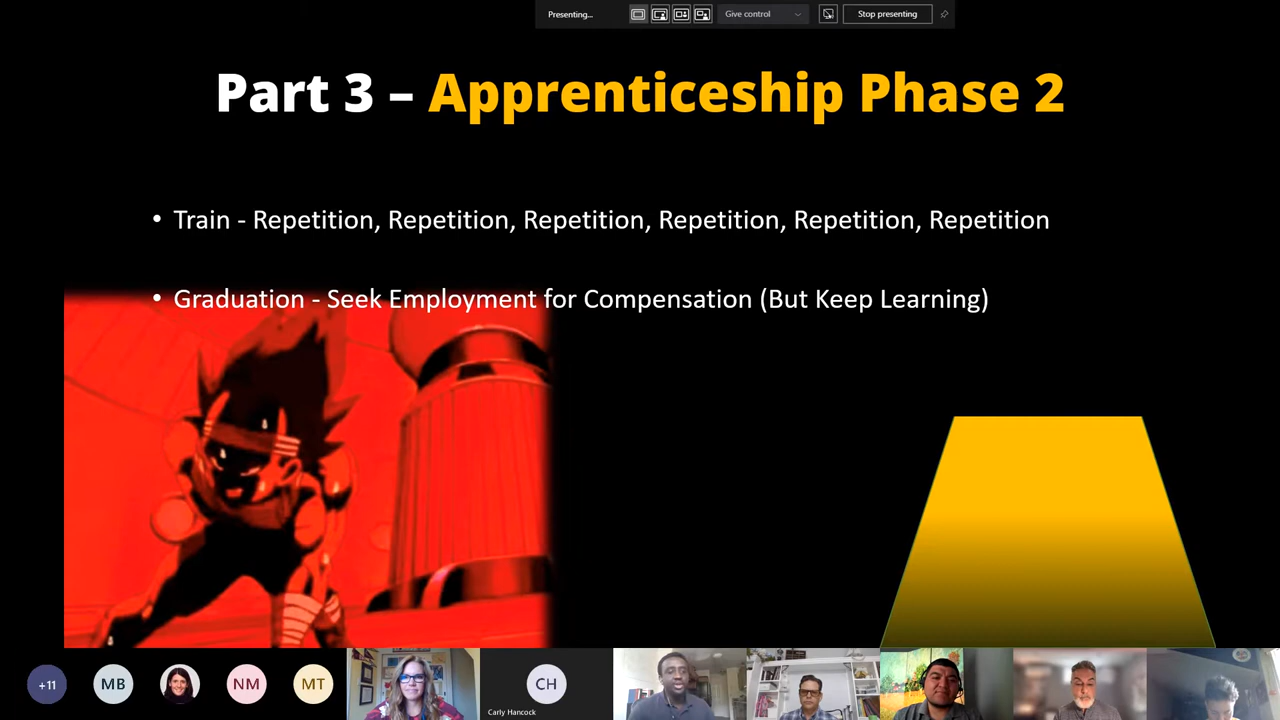 Presenting...
Give control
Stop presenting
Part 3 – Apprenticeship Phase 2
• Train - Repetition, Repetition, Repetition, Repetition, Repetition, Repetition
• Graduation - Seek Employment for Compensation (But Keep Learning)
+11
MB
NM
MT
CH
Carly Hancock